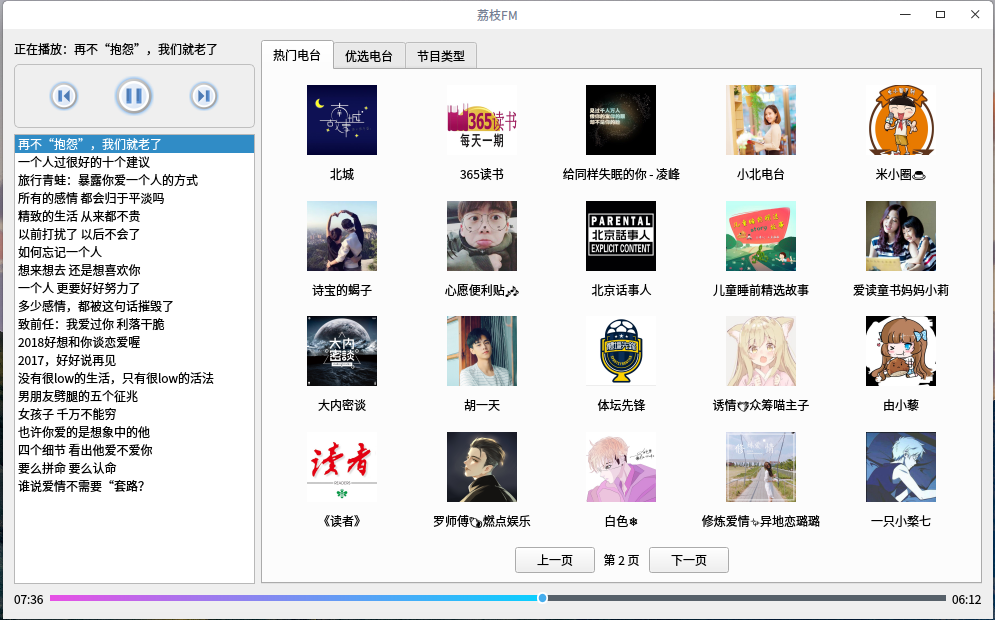 荔枝FM
正在播放：再不“抱怨”，我们就老了
再不“抱怨”，我们就老了
一个人过很好的十个建议
旅行青蛙：暴露你爱一个人的方式
所有的感情 都会归于平淡吗
精致的生活 从来都不贵
以前打扰了 以后不会了
如何忘记一个人
想来想去 还是想喜欢你
一个人 更要好好努力了
多少感情，都被这句话摧毁了
致前任：我爱过你 利落干脆
2018好想和你谈恋爱喔
2017，好好说再见
没有很low的生活，只有很low的活法
男朋友劈腿的五个征兆
女孩子 千万不能穷
也许你爱的是想象中的他
四个细节 看出他爱不爱你
要么拼命 要么认命
谁说爱情不需要“套路？
热门电台 优选电台 节目类型
365读书
每天一期
北城 365读书 给同样失眠的你 - 凌峰 小北电台 米小圈
PARENTAL
北京話事人
EXPLICIT CONTENT
诗宝的蝎子 心愿便利贴 北京话事人 儿童睡前精选故事 爱读童书妈妈小莉
大内
密谈
大内密谈 胡一天 体坛先锋 诱情众筹喵主子 由小藜
读者
READERS
《读者》 罗师傅燃点娱乐 白色❄ 修炼爱情异地恋璐璐 一只小婺七
上一页 第 2 页 下一页
07:36 06:12